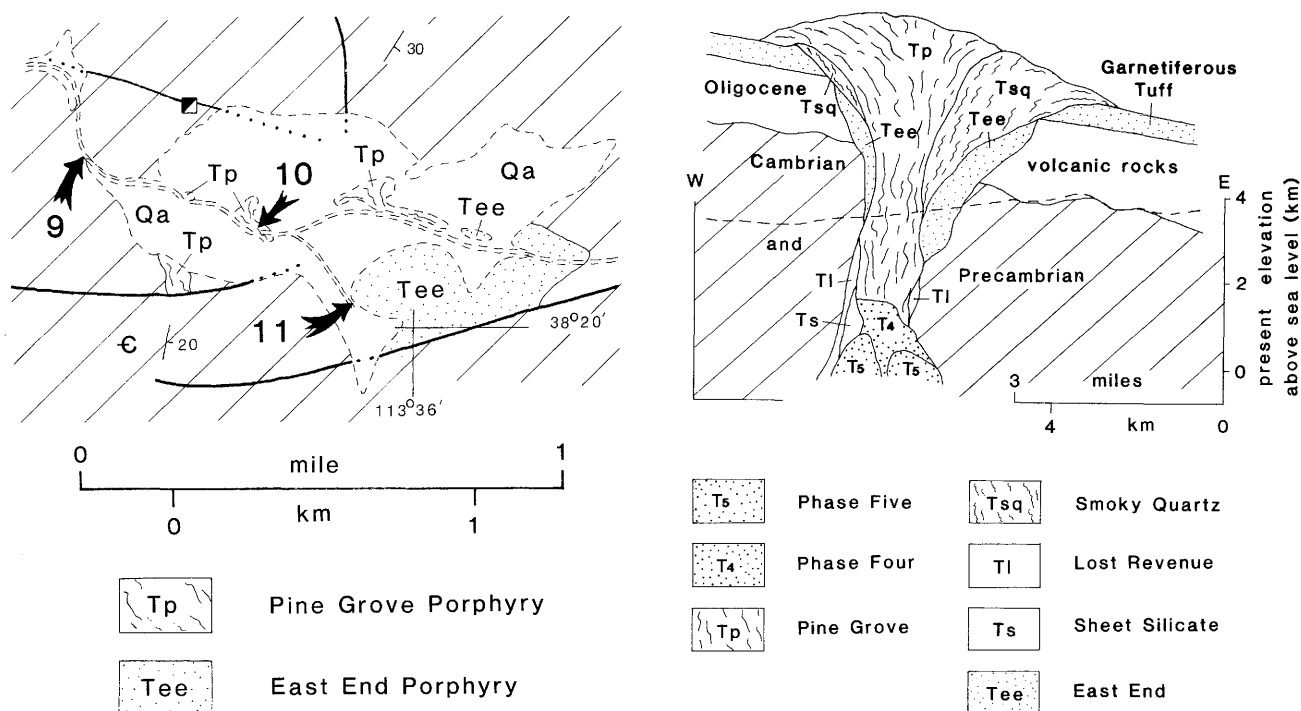 30
Tp
10
Tp
Qa
9
Qa
Tp
Tee
Tee
11
38°20′
Є
20
113°36′
0
1
mile
km
0
1
Tp
Pine Grove Porphyry
Tee
East End Porphyry
Tp
Garnetiferous
Tuff
Oligocene
Tsq
Tsq
Tee
Tee
Cambrian
volcanic rocks
W
E
4
and
Precambrian
Tl
Tl
2
Ts
T4
T5
T5
0
present elevation
above sea level (km)
3
miles
4
km
0
T5
Phase Five
Tsq
Smoky Quartz
T4
Phase Four
Tl
Lost Revenue
Tp
Pine Grove
Ts
Sheet Silicate
Tee
East End